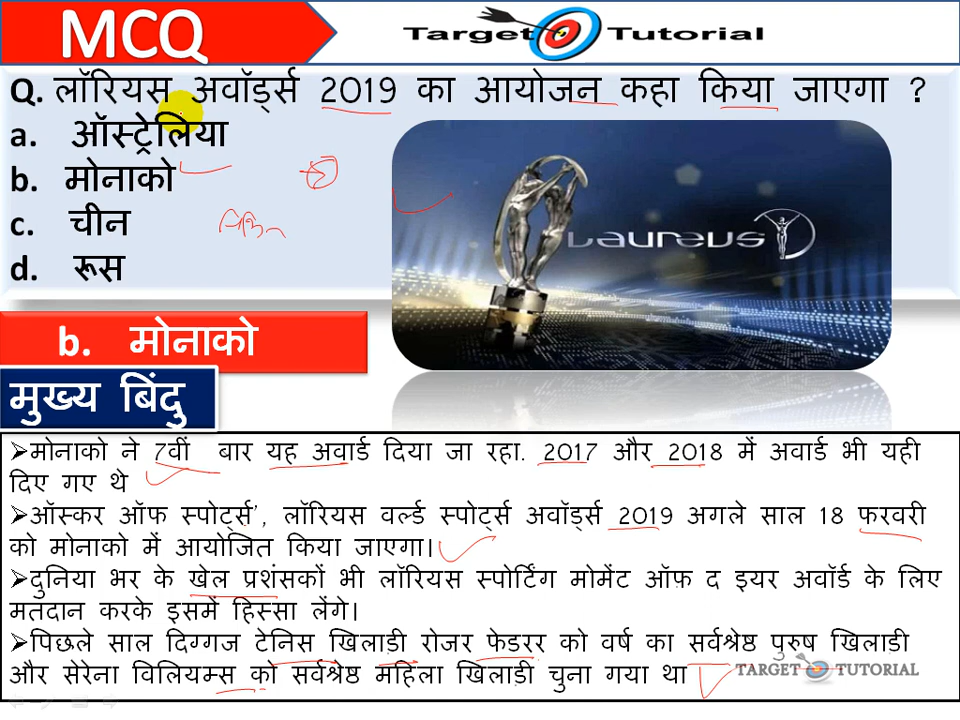 MCQ
Target Tutorial
Q. लॉरियस अवॉर्ड्स 2019 का आयोजन कहा किया जाएगा ?
a. ऑस्ट्रेलिया
b. मोनाको
c. चीन
d. रूस
Laureus
b. मोनाको
मुख्य बिंदु
➢मोनाको ने 7वीं बार यह अवार्ड दिया जा रहा. 2017 और 2018 में अवार्ड भी यही
दिए गए थे
➢ऑस्कर ऑफ स्पोर्ट्स’, लॉरियस वर्ल्ड स्पोर्ट्स अवॉर्ड्स 2019 अगले साल 18 फरवरी
को मोनाको में आयोजित किया जाएगा।
➢दुनिया भर के खेल प्रशंसकों भी लॉरियस स्पोर्टिंग मोमेंट ऑफ़ द इयर अवॉर्ड के लिए
मतदान करके इसमें हिस्सा लेंगे।
➢पिछले साल दिग्गज टेनिस खिलाड़ी रोजर फेडरर को वर्ष का सर्वश्रेष्ठ पुरुष खिलाडी
और सेरेना विलियम्स को सर्वश्रेष्ठ महिला खिलाड़ी चुना गया था
TARGET TUTORIAL